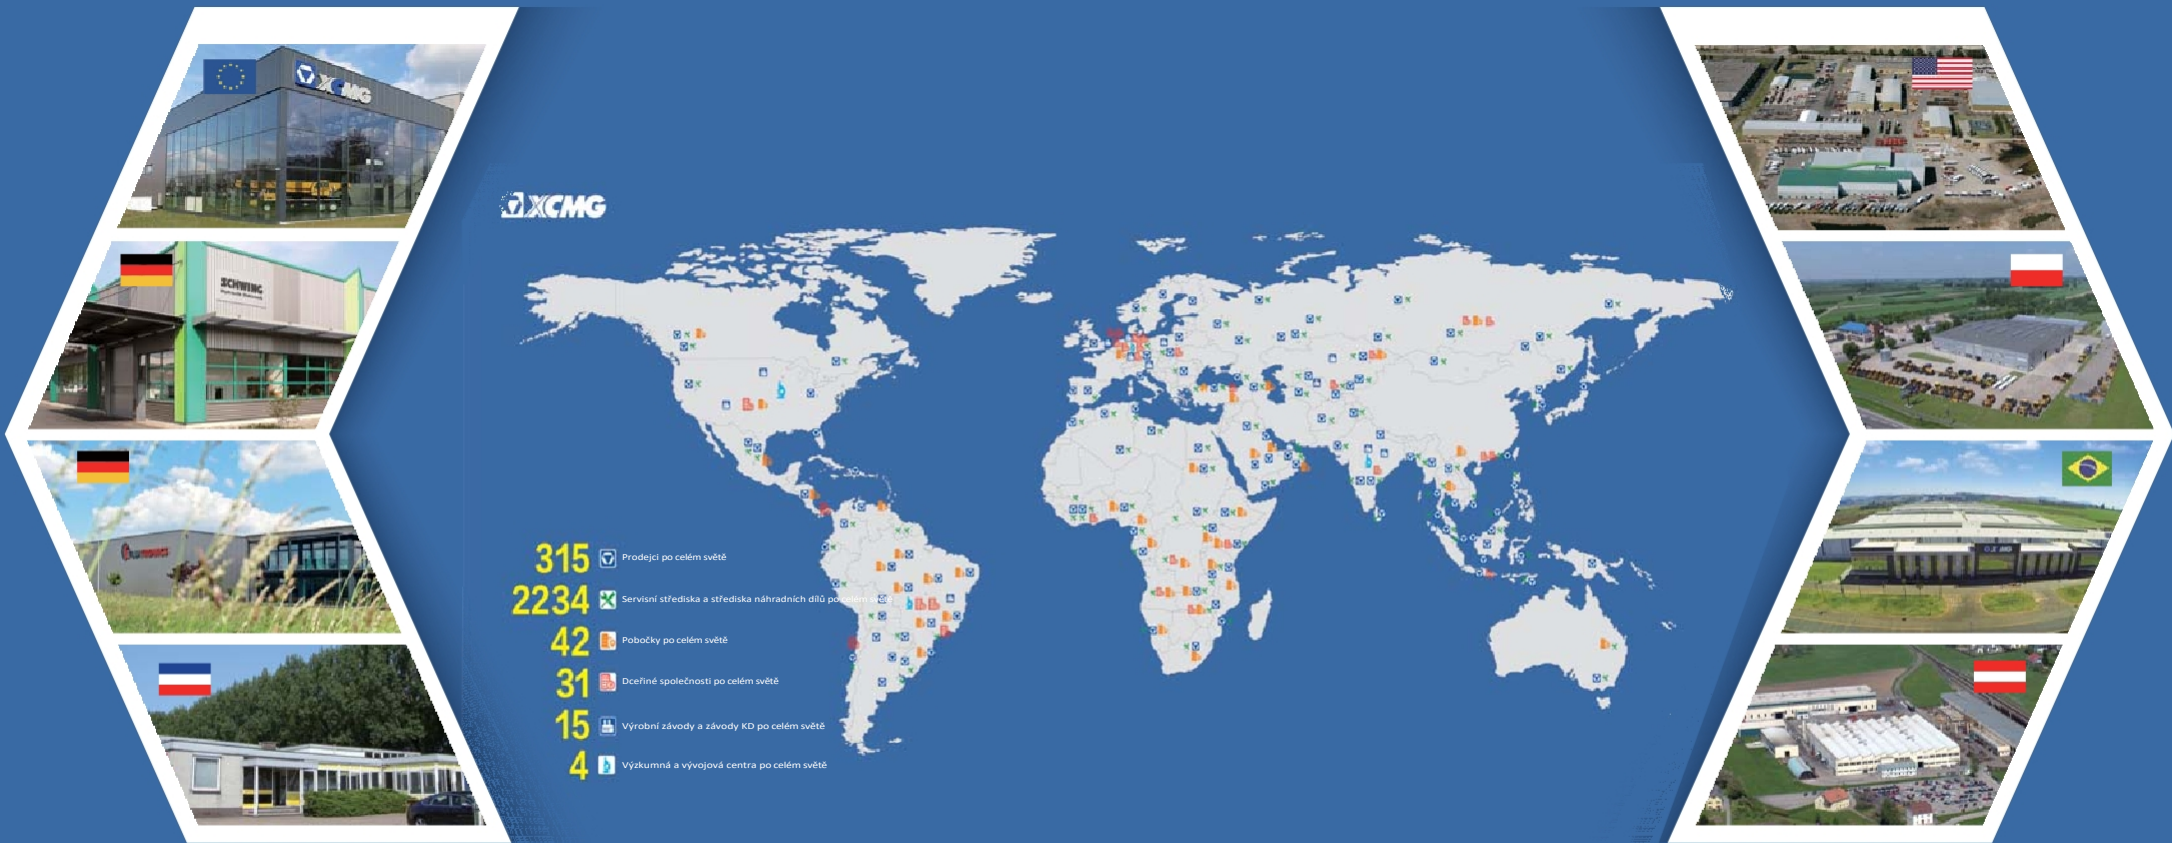 XCMG
SCHWING
XCMG
315 Prodejci po celém světě
2234 Servisní střediska a střediska náhradních dílů po celém světě
42 Pobočky po celém světě
31 Dceřiné společnosti po celém světě
15 Výrobní závody a závody KD po celém světě
4 Výzkumná a vývojová centra po celém světě